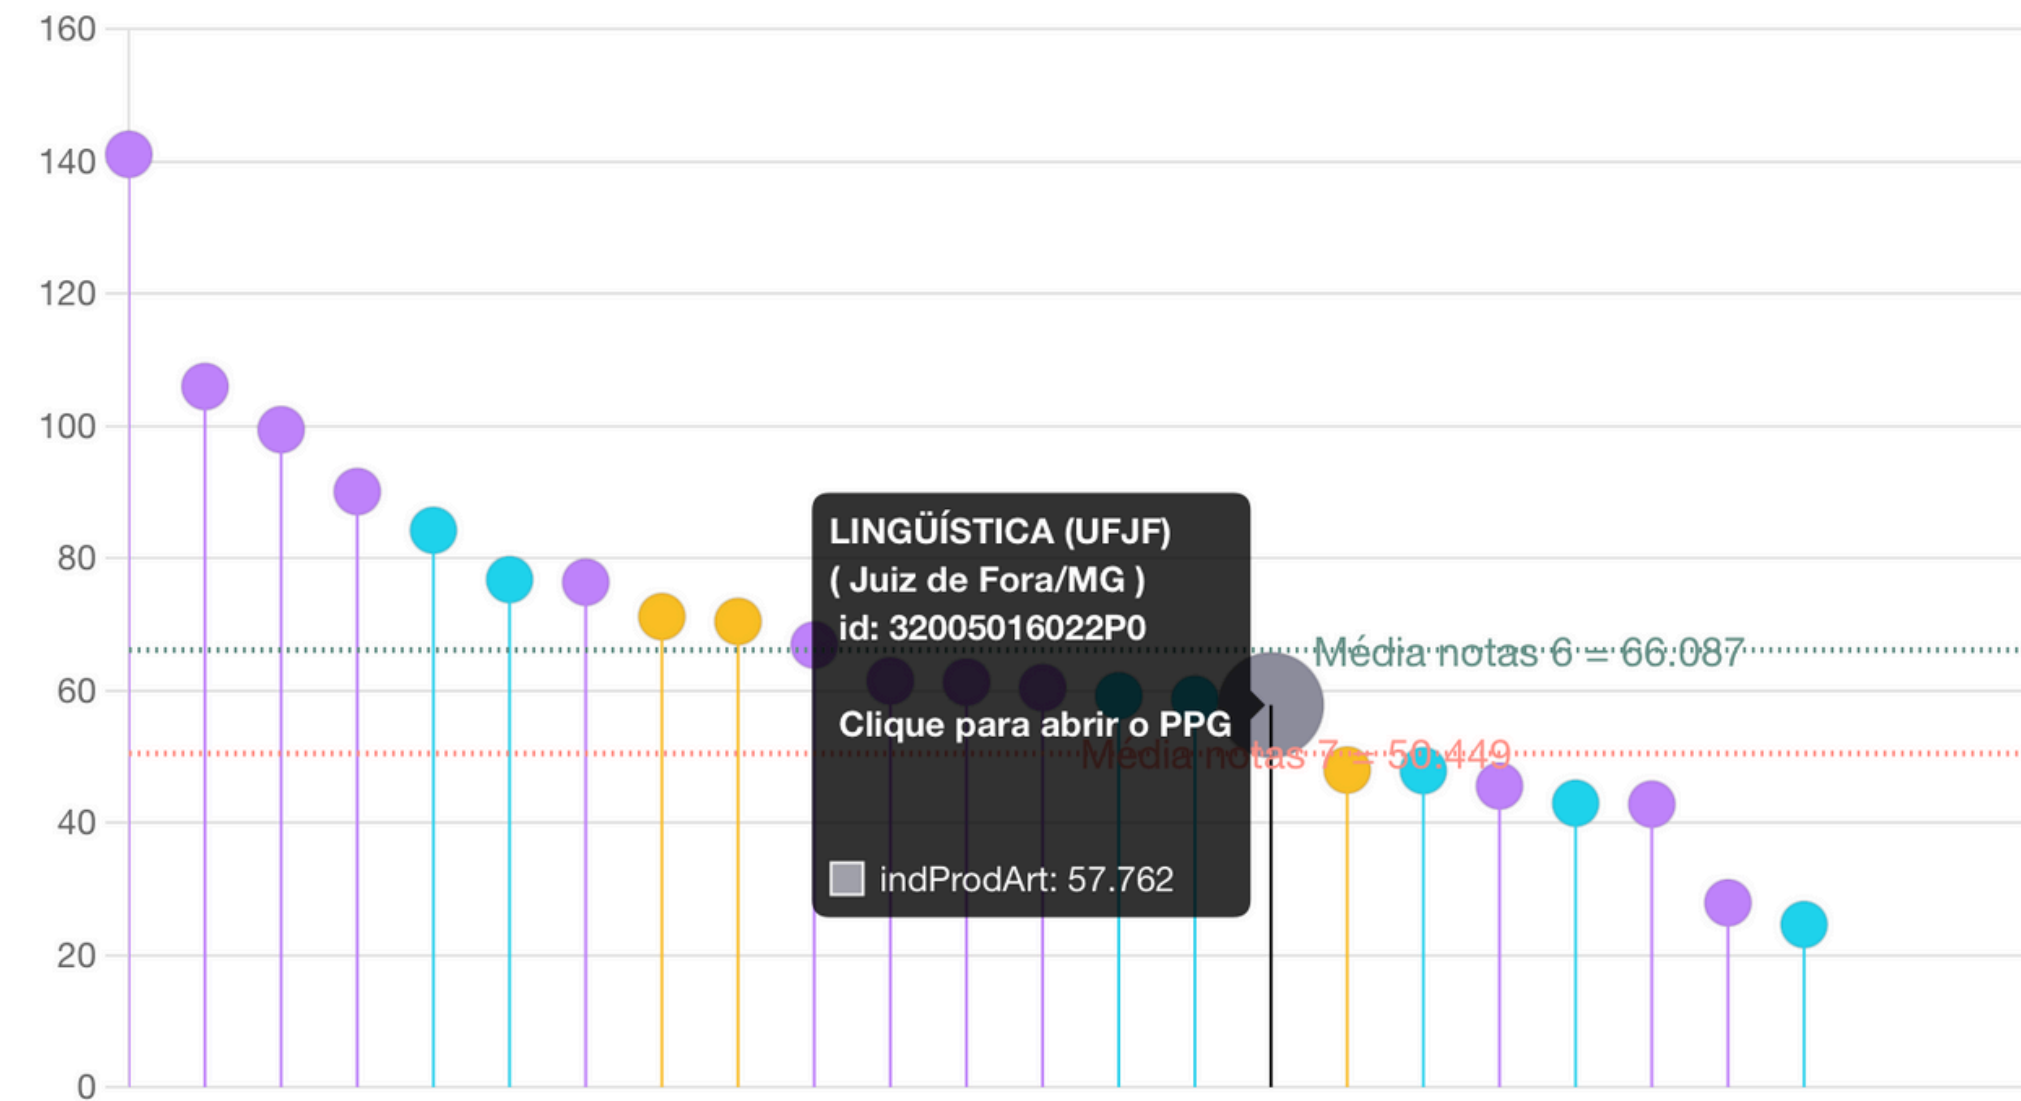 160
140
120
100
80
60
40
20
0
LINGÜÍSTICA (UFJF)
( Juiz de Fora/MG )
id: 32005016022P0
Clique para abrir o PPG
indProdArt: 57.762
Média notas 6 = 66.087
Média notas 7 = 50.449